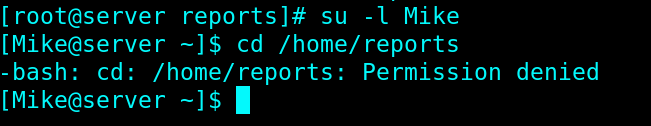 [root@server reports]# su -l Mike
[Mike@server ~]$ cd /home/reports
-bash: cd: /home/reports: Permission denied
[Mike@server ~]$